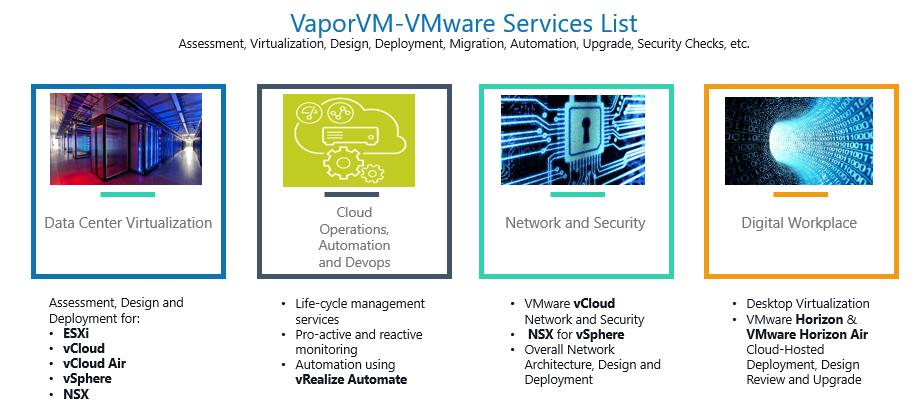 VaporVM-VMware Services List
Assessment, Virtualization, Design, Deployment, Migration, Automation, Upgrade, Security Checks, etc.
Data Center Virtualization
Assessment, Design and
Deployment for:
• ESXi
• vCloud
• vCloud Air
• vSphere
• NSX
Cloud
Operations,
Automation
and Devops
• Life-cycle management
services
• Pro-active and reactive
monitoring
• Automation using
vRealize Automate
Network and Security
• VMware vCloud
Network and Security
• NSX for vSphere
• Overall Network
Architecture, Design and
Deployment
Digital Workplace
• Desktop Virtualization
• VMware Horizon &
VMware Horizon Air
Cloud-Hosted
Deployment, Design
Review and Upgrade